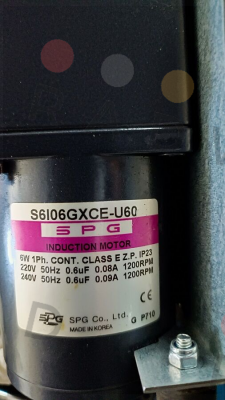 S6I06GXCE-U60
SPG
INDUCTION MOTOR
6W 1Ph. CONT. CLASS E Z.P. IP23
220V 50Hz 0.6uF 0.08A 1200RPM
240V 50Hz 0.6uF 0.09A 1200RPM
SPG SPG Co., Ltd. CE
MADE IN KOREA G P710